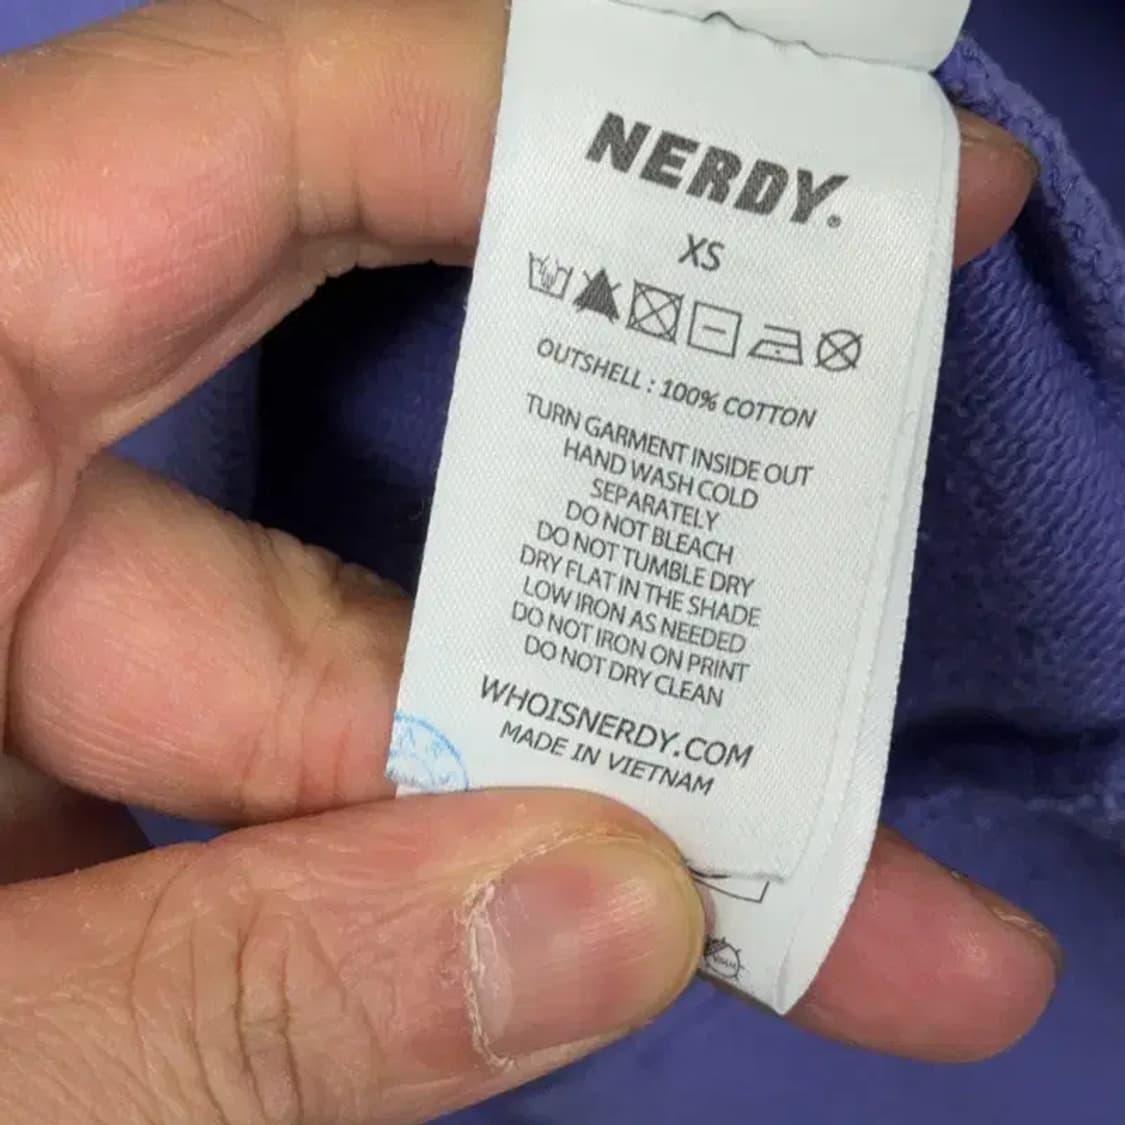 NERDY®
XS
OUTSHELL : 100% COTTON
TURN GARMENT INSIDE OUT
HAND WASH COLD
SEPARATELY
DO NOT BLEACH
DO NOT TUMBLE DRY
DRY FLAT IN THE SHADE
LOW IRON AS NEEDED
DO NOT IRON ON PRINT
DO NOT DRY CLEAN
WHOISNERDY.COM
MADE IN VIETNAM